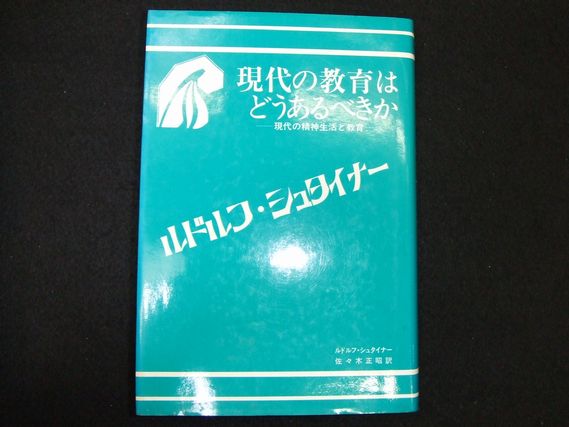 現代の教育は
どうあるべきか
——現代の精神生活と教育
ルドルフ・シュタイナー
ルドルフ・シュタイナー
佐々木正昭訳